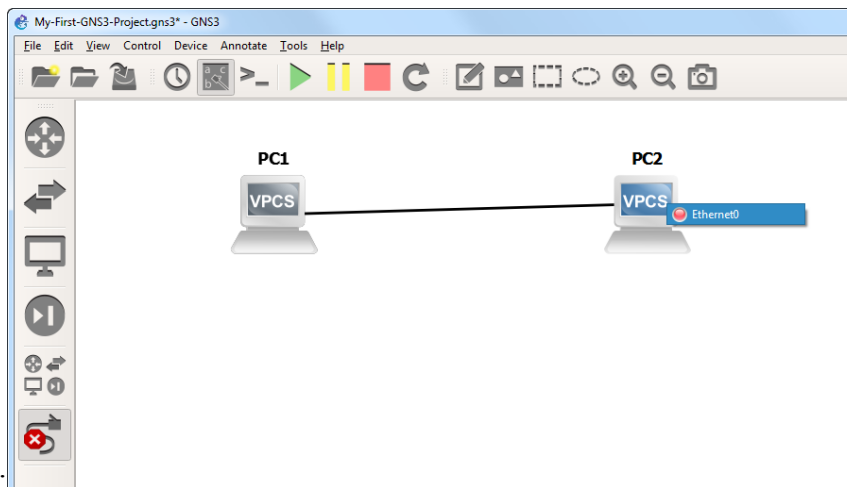 My-First-GNS3-Project.gns3* - GNS3
File Edit View Control Device Annotate Tools Help
PC1
PC2
VPCS
VPCS
Ethernet0